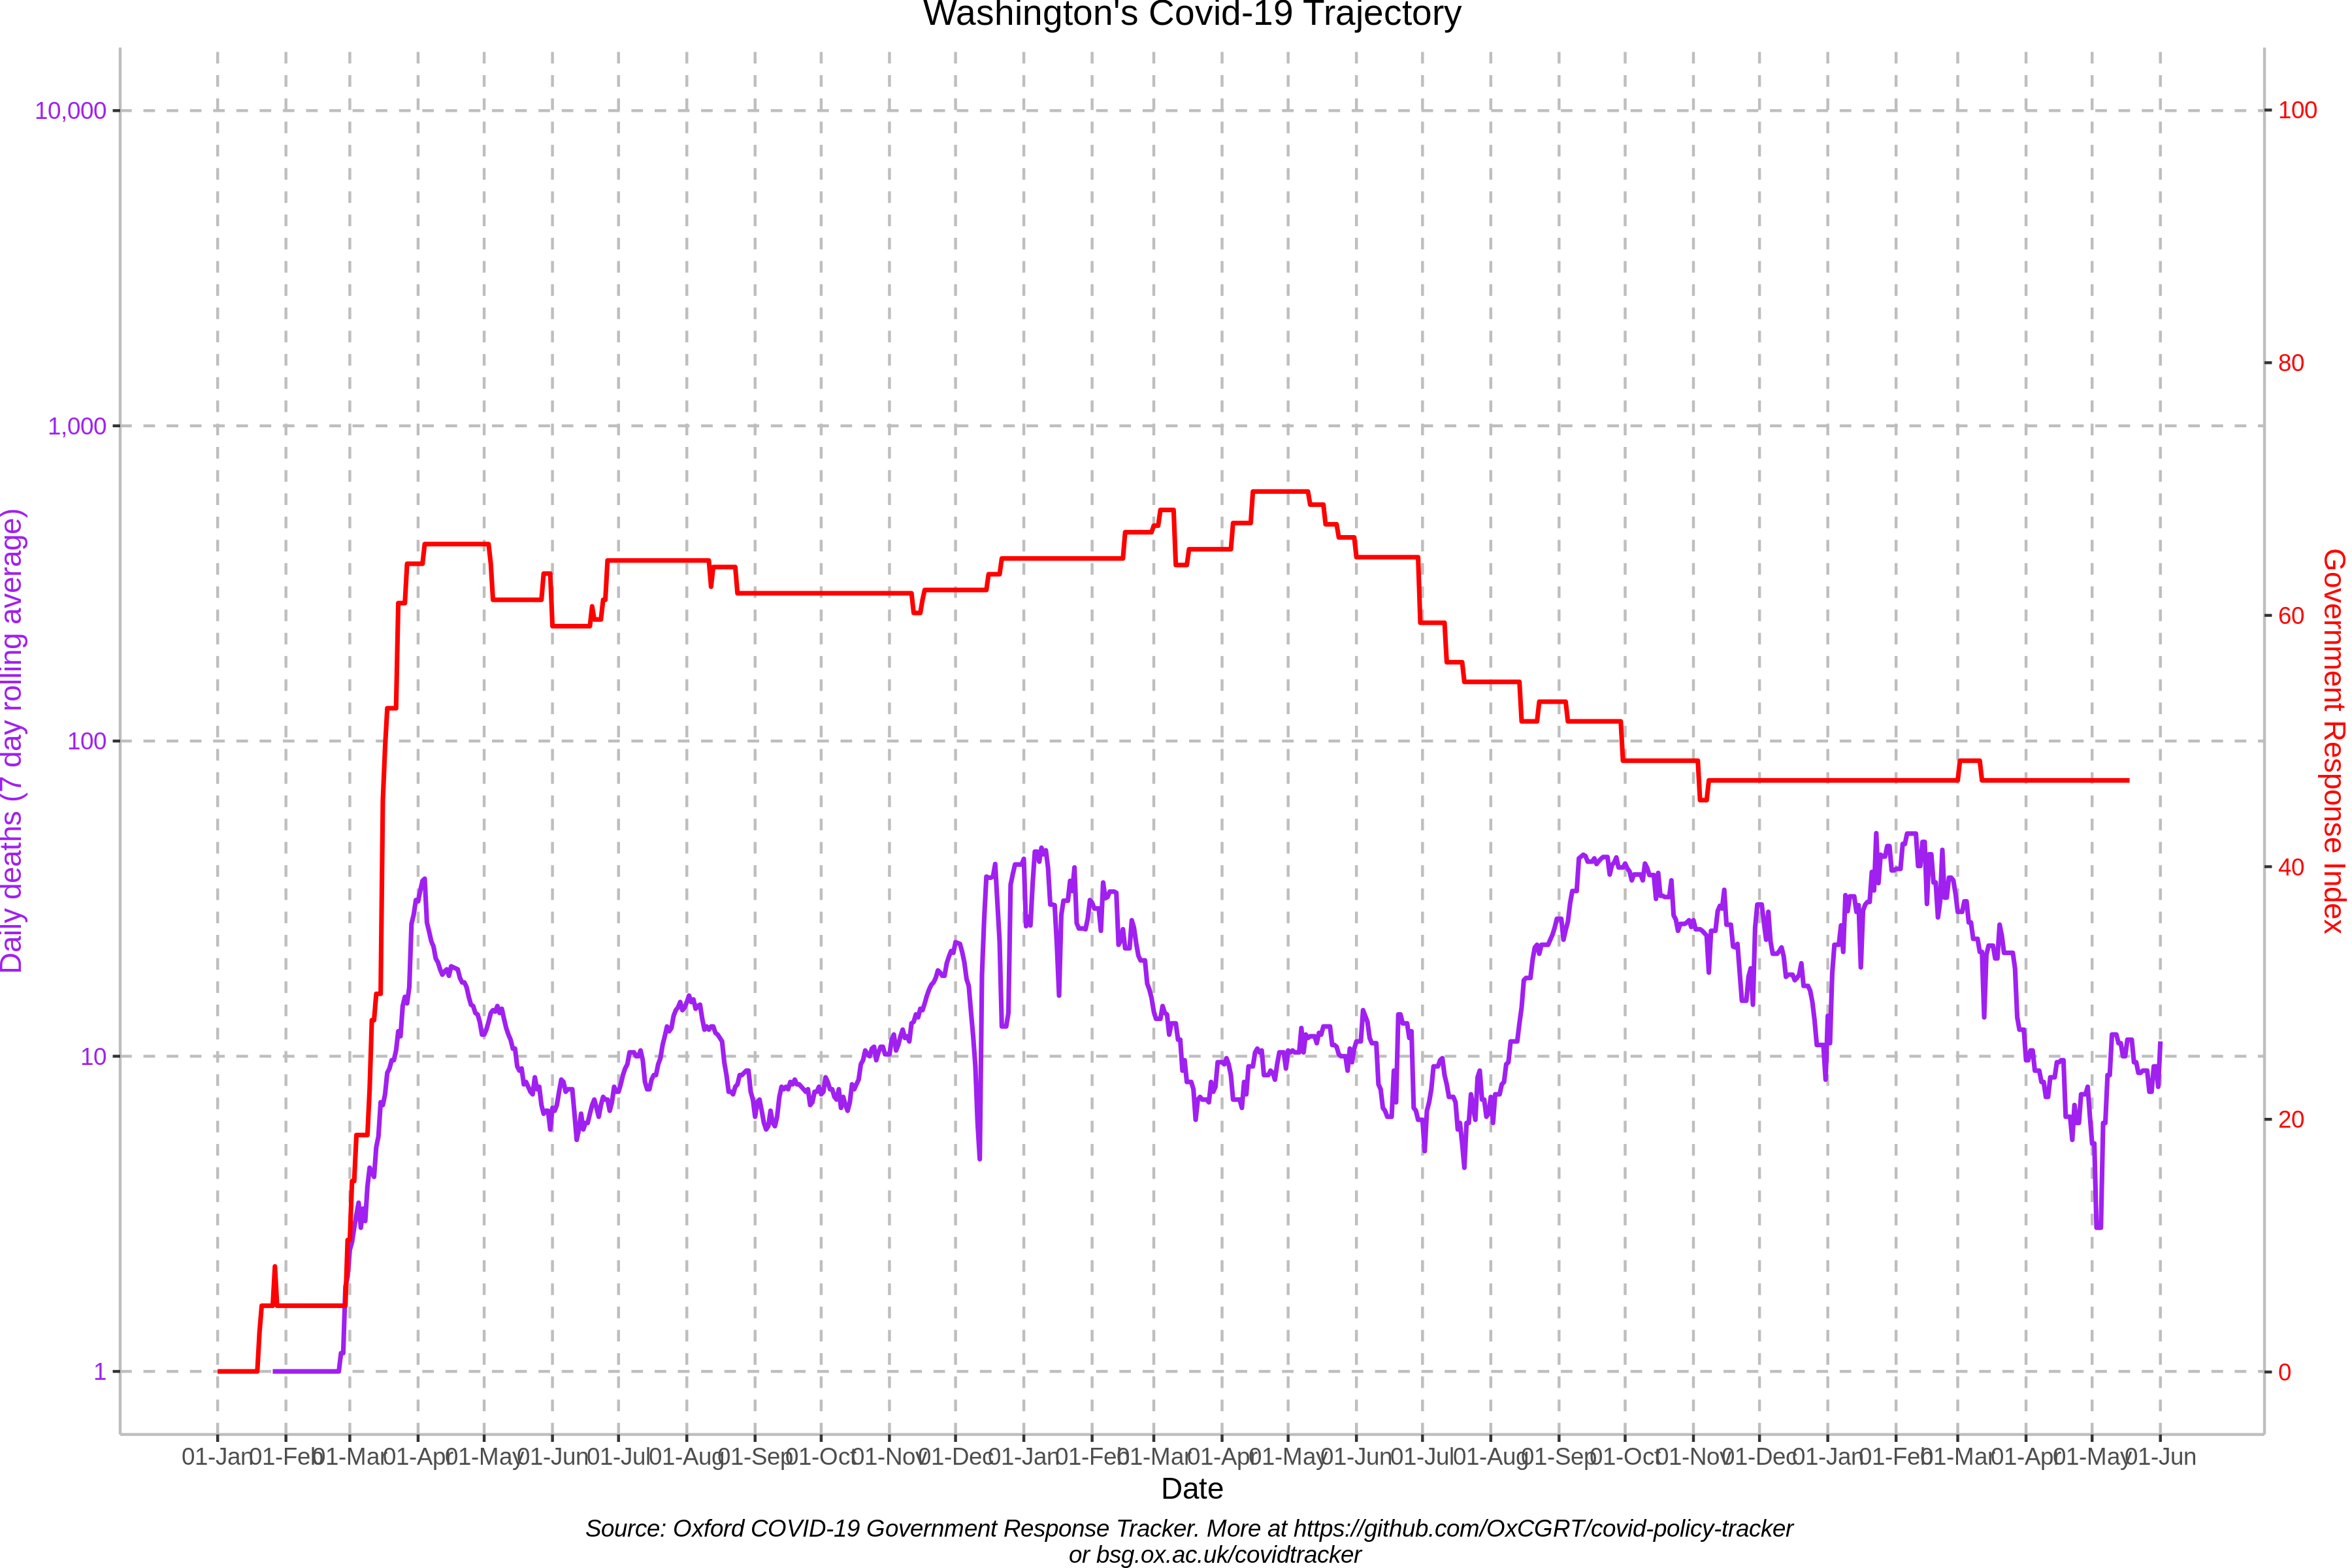 Washington's Covid-19 Trajectory
10,000
1,000
100
10
1
Daily deaths (7 day rolling average)
100
80
60
40
20
0
Government Response Index
01-Jan 01-Feb 01-Mar 01-Apr 01-May 01-Jun 01-Jul 01-Aug 01-Sep 01-Oct 01-Nov 01-Dec 01-Jan 01-Feb 01-Mar 01-Apr 01-May 01-Jun 01-Jul 01-Aug 01-Sep 01-Oct 01-Nov 01-Dec 01-Jan 01-Feb 01-Mar 01-Apr 01-May 01-Jun
Date
Source: Oxford COVID-19 Government Response Tracker. More at https://github.com/OxCGRT/covid-policy-tracker
or bsg.ox.ac.uk/covidtracker